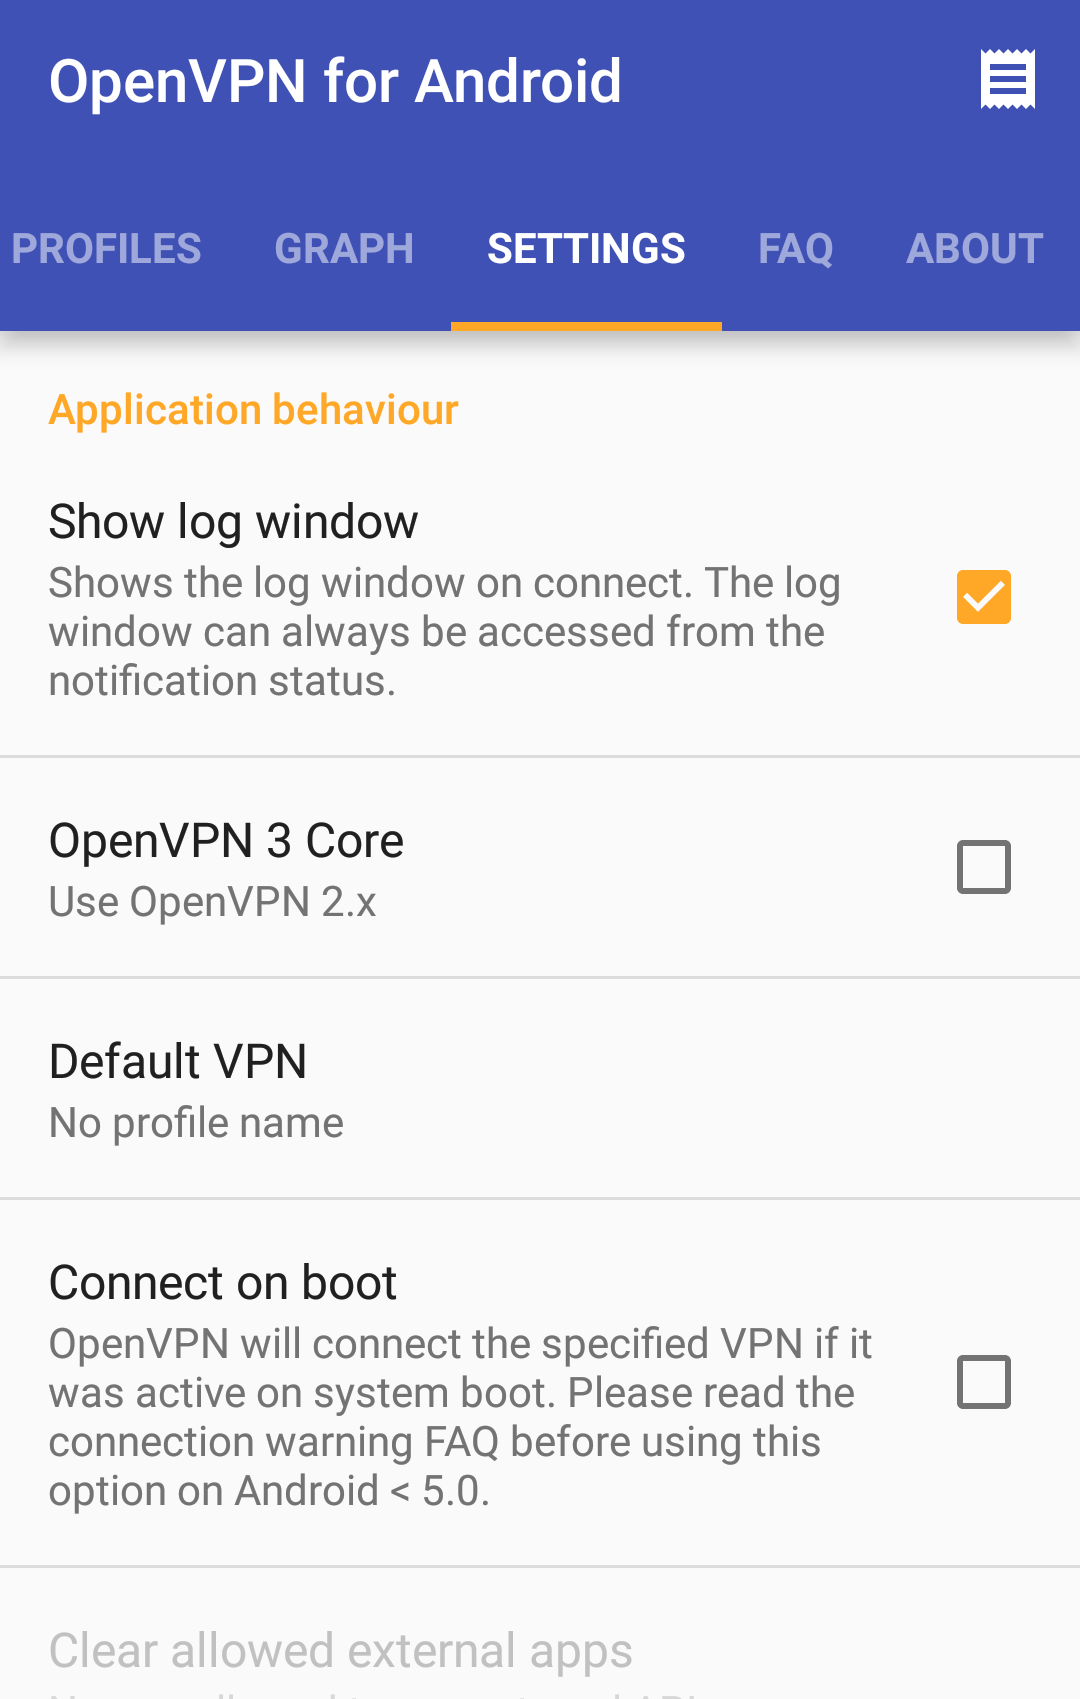 OpenVPN for Android
PROFILES GRAPH SETTINGS FAQ ABOUT
Application behaviour
Show log window
Shows the log window on connect. The log
window can always be accessed from the
notification status.
OpenVPN 3 Core
Use OpenVPN 2.x
Default VPN
No profile name
Connect on boot
OpenVPN will connect the specified VPN if it
was active on system boot. Please read the
connection warning FAQ before using this
option on Android < 5.0.
Clear allowed external apps